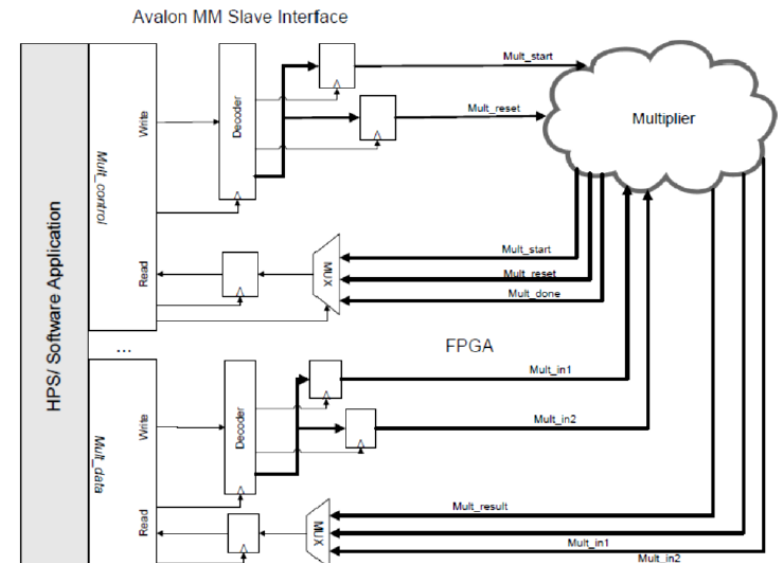 Avalon MM Slave Interface
HPS/ Software Application
Mult_control
Write
Read
Decoder
Mult_start
Mult_reset
Multiplier
MUX
Mult_start
Mult_reset
Mult_done
...
FPGA
Mult_data
Write
Read
Decoder
Mult_in1
Mult_in2
MUX
Mult_result
Mult_in1
Mult_in2